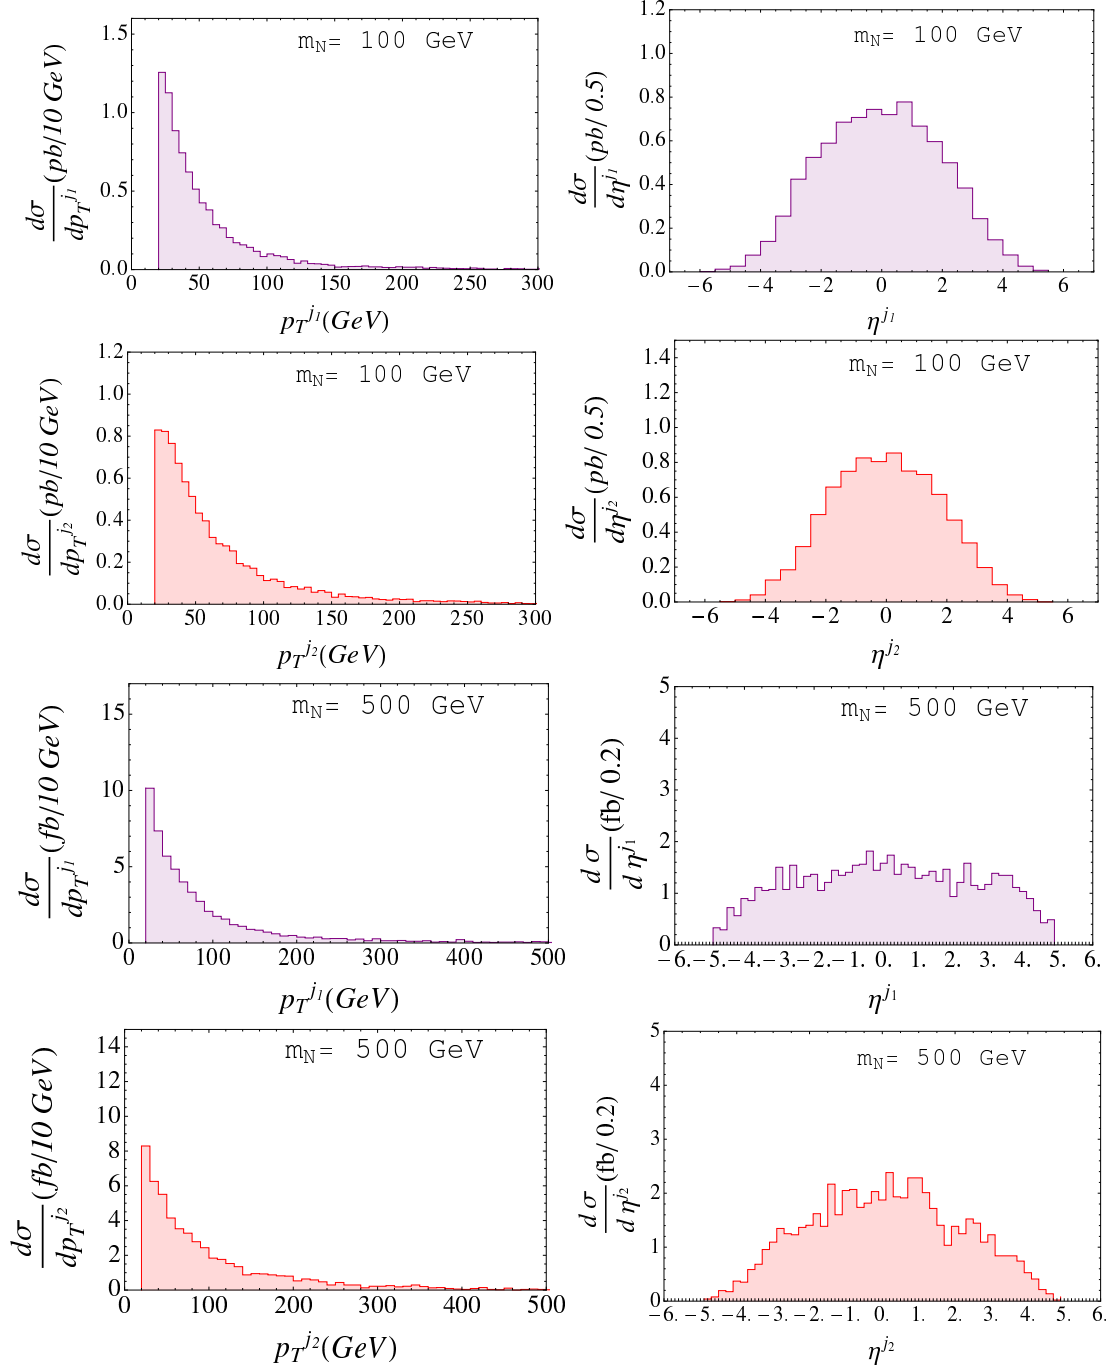 m_N= 100 GeV
dσ/dp_T^{j_1} (pb/10 GeV)
1.5
1.0
0.5
0.0
0 50 100 150 200 250 300
p_T^{j_1}(GeV)
m_N= 100 GeV
dσ/dη^{j_1} (pb/0.5)
1.2
1.0
0.8
0.6
0.4
0.2
0.0
−6 −4 −2 0 2 4 6
η^{j_1}
m_N= 100 GeV
dσ/dp_T^{j_2} (pb/10 GeV)
1.2
1.0
0.8
0.6
0.4
0.2
0.0
0 50 100 150 200 250 300
p_T^{j_2}(GeV)
m_N= 100 GeV
dσ/dη^{j_2} (pb/0.5)
1.4
1.2
1.0
0.8
0.6
0.4
0.2
0.0
−6 −4 −2 0 2 4 6
η^{j_2}
m_N= 500 GeV
dσ/dp_T^{j_1} (fb/10 GeV)
15
10
5
0
0 100 200 300 400 500
p_T^{j_1}(GeV)
m_N= 500 GeV
dσ/dη^{j_1} (fb/0.2)
5
4
3
2
1
0
−6. −5. −4. −3. −2. −1. 0. 1. 2. 3. 4. 5. 6.
η^{j_1}
m_N= 500 GeV
dσ/dp_T^{j_2} (fb/10 GeV)
14
12
10
8
6
4
2
0
0 100 200 300 400 500
p_T^{j_2}(GeV)
m_N= 500 GeV
dσ/dη^{j_2} (fb/0.2)
5
4
3
2
1
0
−6. −5. −4. −3. −2. −1. 0. 1. 2. 3. 4. 5. 6.
η^{j_2}